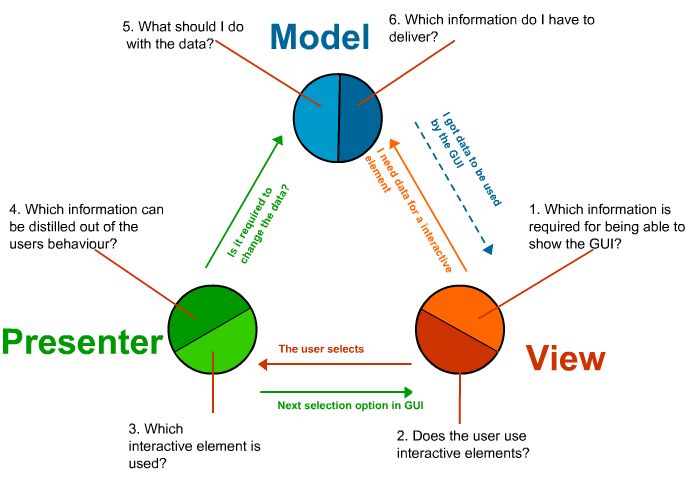 5. What should I do
with the data?
Model
6. Which information do I have to
deliver?
I got data to be used
by the GUI
I need data for a interactive
element
Is it required to
change the data?
4. Which information can
be distilled out of the
users behaviour?
1. Which information is
required for being able to
show the GUI?
Presenter
The user selects
View
Next selection option in GUI
3. Which
interactive element is
used?
2. Does the user use
interactive elements?